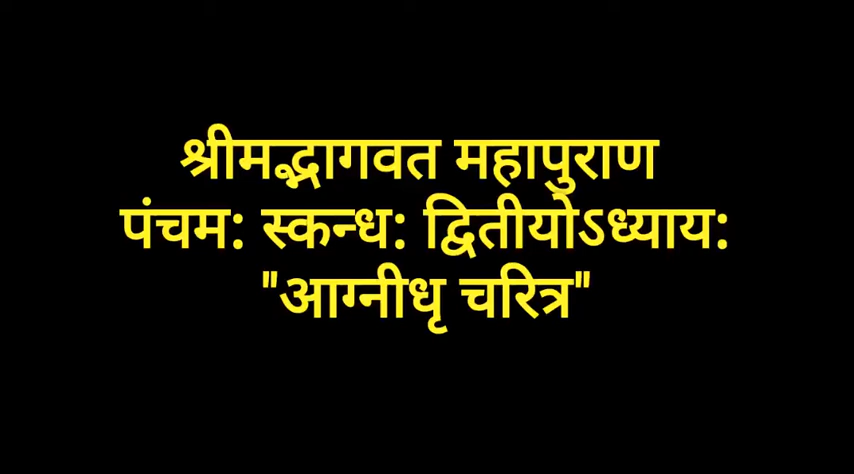 श्रीमद्भागवत महापुराण
पंचम: स्कन्ध: द्वितीयोऽध्याय:
"आग्नीधृ चरित्र"